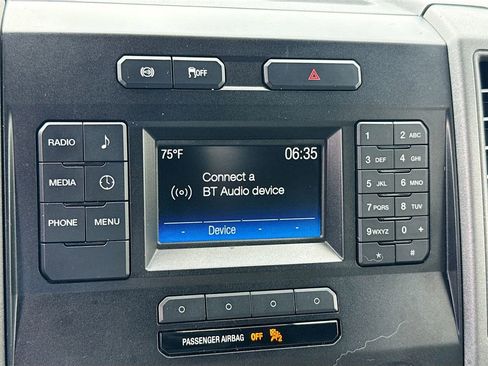 OFF
RADIO
MEDIA
PHONE MENU
75°F 06:35
Connect a
BT Audio device
- Device - -
1 2 ABC
3 DEF 4 GHI
5 JKL 6 MNO
7 PQRS 8 TUV
9 WXYZ 0 +
* #
PASSENGER AIRBAG OFF 2